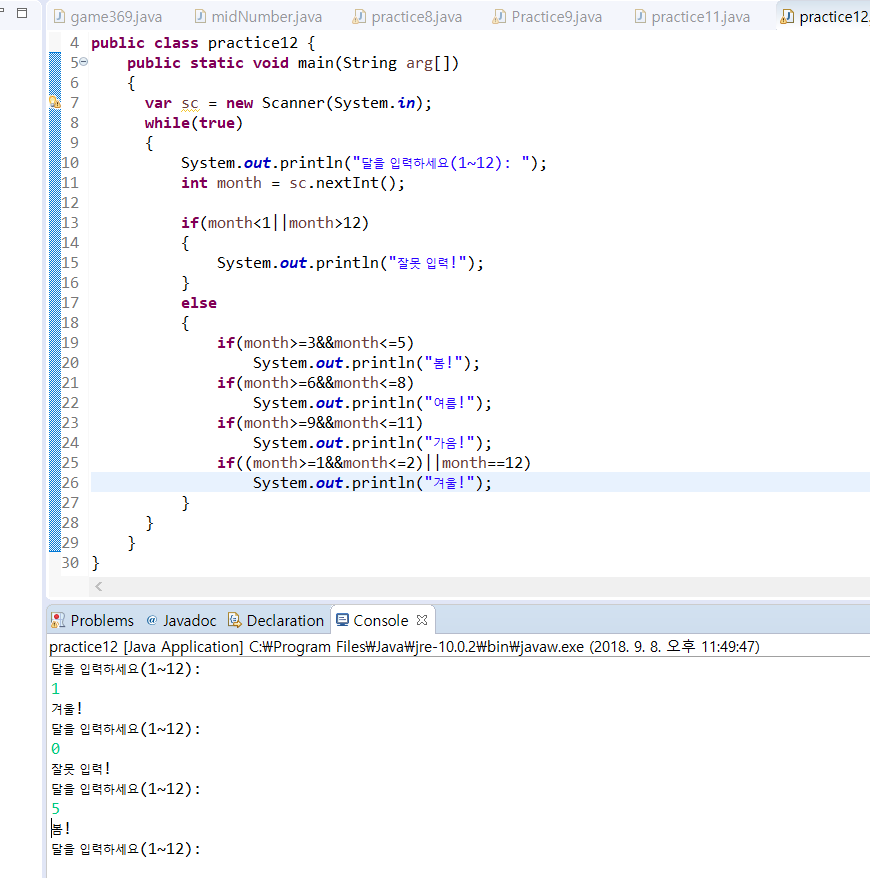 game369.java midNumber.java practice8.java Practice9.java practice11.java practice12.
4 public class practice12 {
5 public static void main(String arg[])
6 {
7 var sc = new Scanner(System.in);
8 while(true)
9 {
10 System.out.println("달을 입력하세요(1~12): ");
11 int month = sc.nextInt();
12
13 if(month<1||month>12)
14 {
15 System.out.println("잘못 입력!");
16 }
17 else
18 {
19 if(month>=3&&month<=5)
20 System.out.println("봄!");
21 if(month>=6&&month<=8)
22 System.out.println("여름!");
23 if(month>=9&&month<=11)
24 System.out.println("가음!");
25 if((month>=1&&month<=2)||month==12)
26 System.out.println("겨울!");
27 }
28 }
29 }
30 }
Problems @ Javadoc Declaration Console
practice12 [Java Application] C:₩Program Files₩Java₩jre-10.0.2₩bin₩javaw.exe (2018. 9. 8. 오후 11:49:47)
달을 입력하세요(1~12):
1
겨울!
달을 입력하세요(1~12):
0
잘못 입력!
달을 입력하세요(1~12):
5
봄!
달을 입력하세요(1~12):